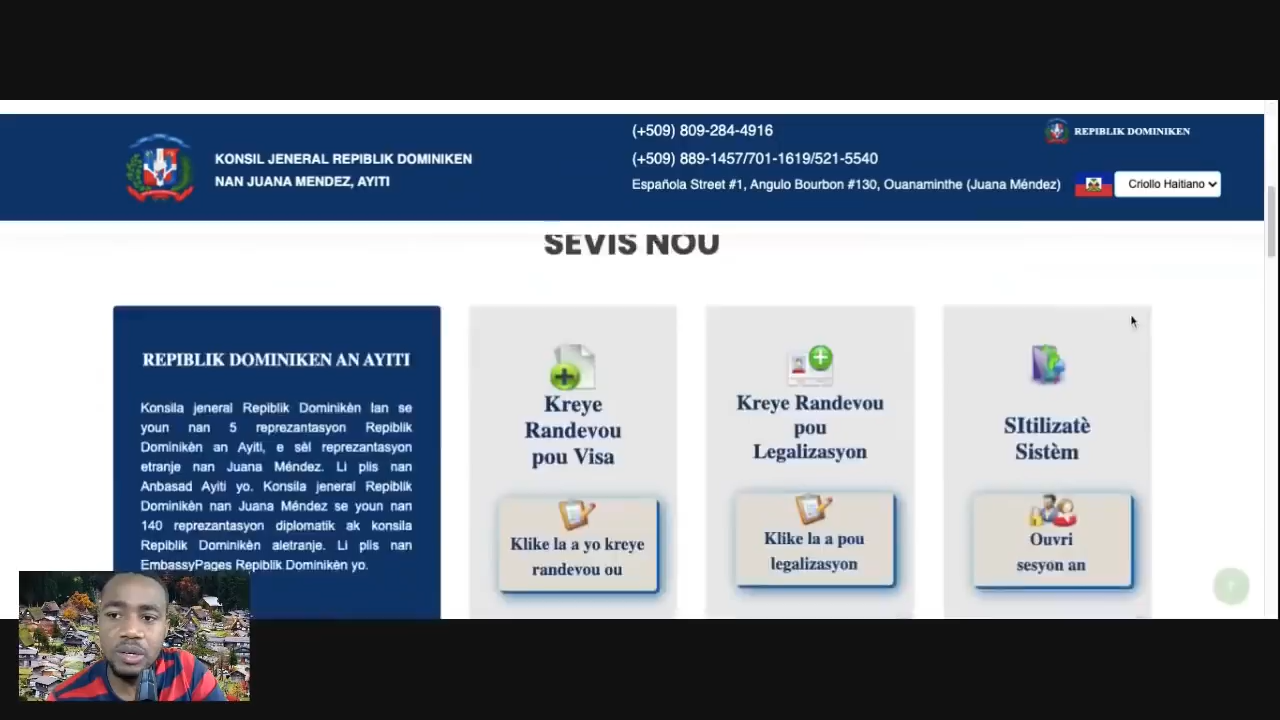 KONSIL JENERAL REPIBLIK DOMINIKEN
NAN JUANA MENDEZ, AYITI
(+509) 809-284-4916
(+509) 889-1457/701-1619/521-5540
Española Street #1, Angulo Bourbon #130, Ouanaminthe (Juana Méndez)
REPIBLIK DOMINIKEN
Criollo Haitiano
SEVIS NOU
REPIBLIK DOMINIKEN AN AYITI
Konsila jeneral Repiblik Dominikèn lan se
youn nan 5 reprezantasyon Repiblik
Dominikèn an Ayiti, e sèl reprezantasyon
etranje nan Juana Méndez. Li plis nan
Anbasad Ayiti yo. Konsila jeneral Repiblik
Dominikèn nan Juana Méndez se youn nan
140 reprezantasyon diplomatik ak konsila
Repiblik Dominikèn aletranje. Li plis nan
EmbassyPages Repiblik Dominikèn yo.
Kreye
Randevou
pou Visa
Klike la a yo kreye
randevou ou
Kreye Randevou
pou
Legalizasyon
Klike la a pou
legalizasyon
SItilizatè
Sistèm
Ouvri
sesyon an